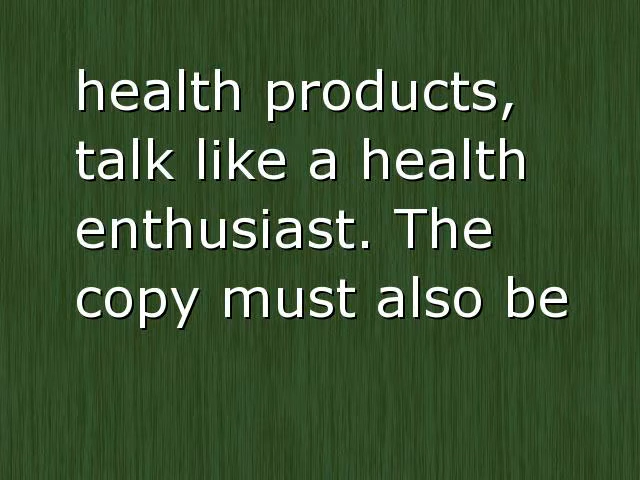 health products,
talk like a health
enthusiast. The
copy must also be